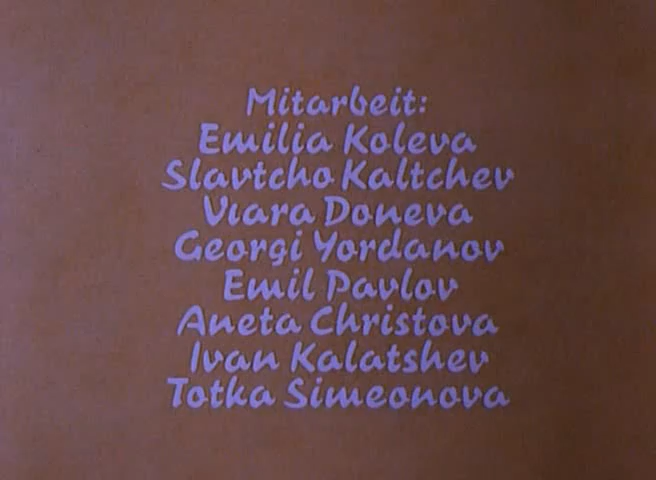 Mitarbeit:
Emilia Koleva
Slavtcho Kaltchev
Viara Doneva
Georgi Yordanov
Emil Pavlov
Aneta Christova
Ivan Kalatshev
Totka Simeonova